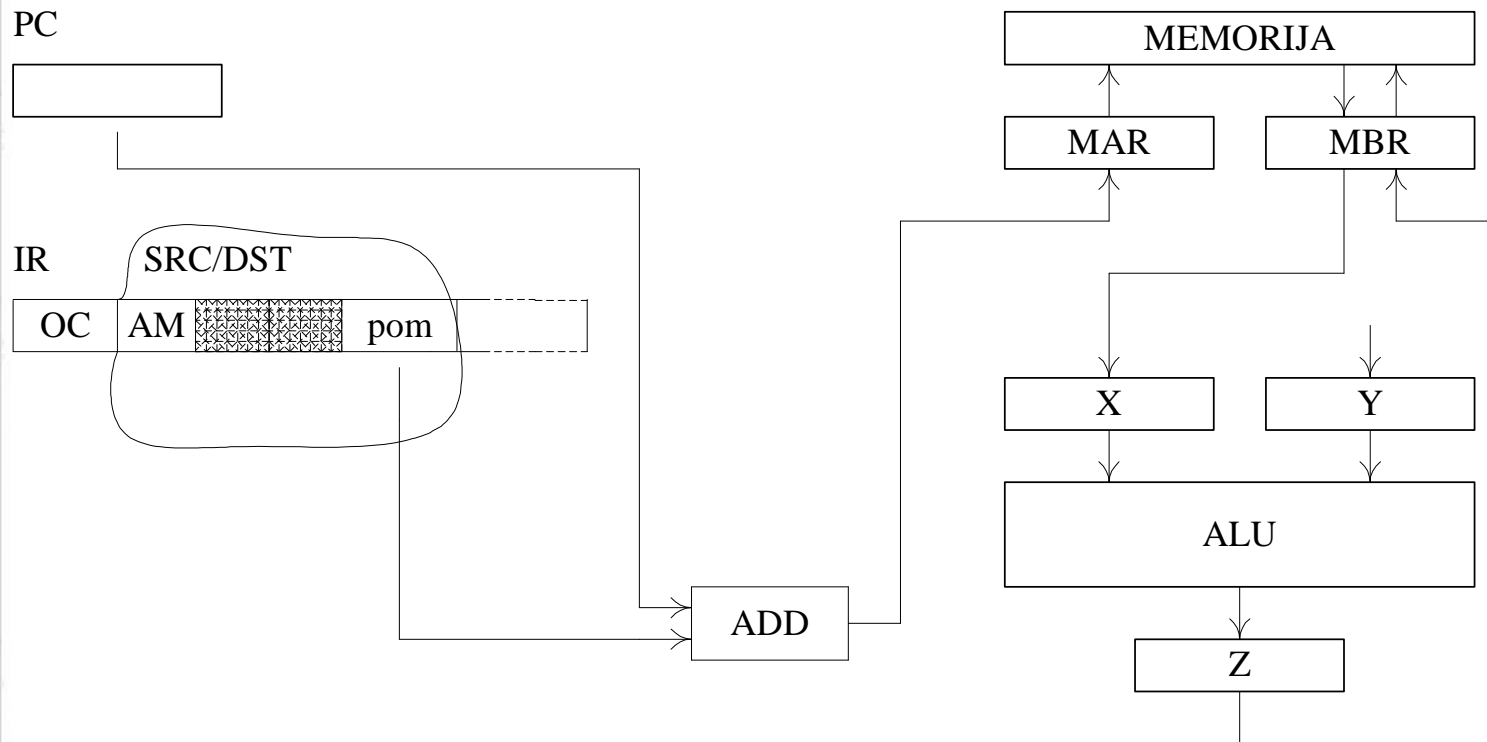 PC
MEMORIJA
MAR
MBR
IR
SRC/DST
OC
AM
pom
X
Y
ALU
ADD
Z